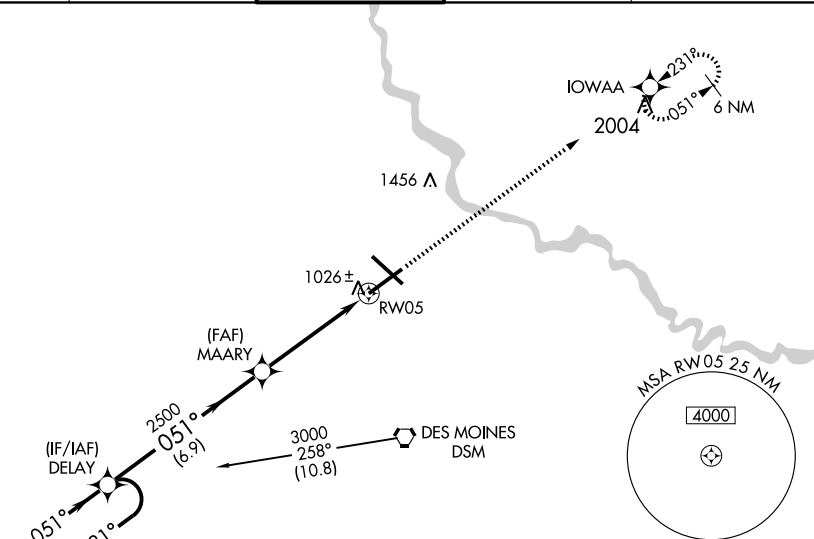 IOWAA
231°
051°
6 NM
2004
1456
1026±
RW05
(FAF)
MAARY
2500
051°
(6.9)
(IF/IAF)
DELAY
3000
258°
(10.8)
DES MOINES
DSM
051°
MSA RW05 25 NM
4000